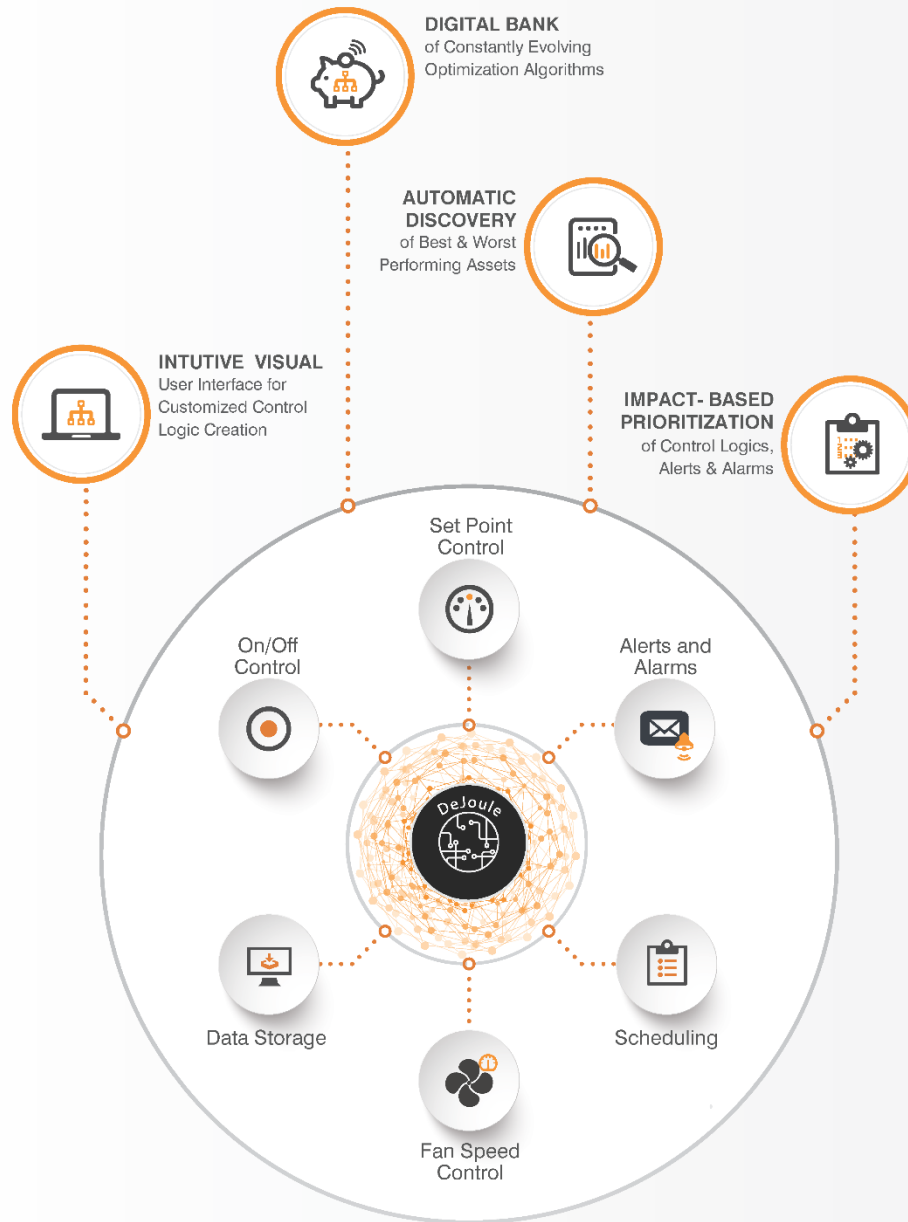 DIGITAL BANK
of Constantly Evolving
Optimization Algorithms
AUTOMATIC
DISCOVERY
of Best & Worst
Performing Assets
INTUTIVE VISUAL
User Interface for
Customized Control
Logic Creation
IMPACT- BASED
PRIORITIZATION
of Control Logics,
Alerts & Alarms
Set Point
Control
On/Off
Control
Alerts and
Alarms
DeJoule
Data Storage
Scheduling
Fan Speed
Control